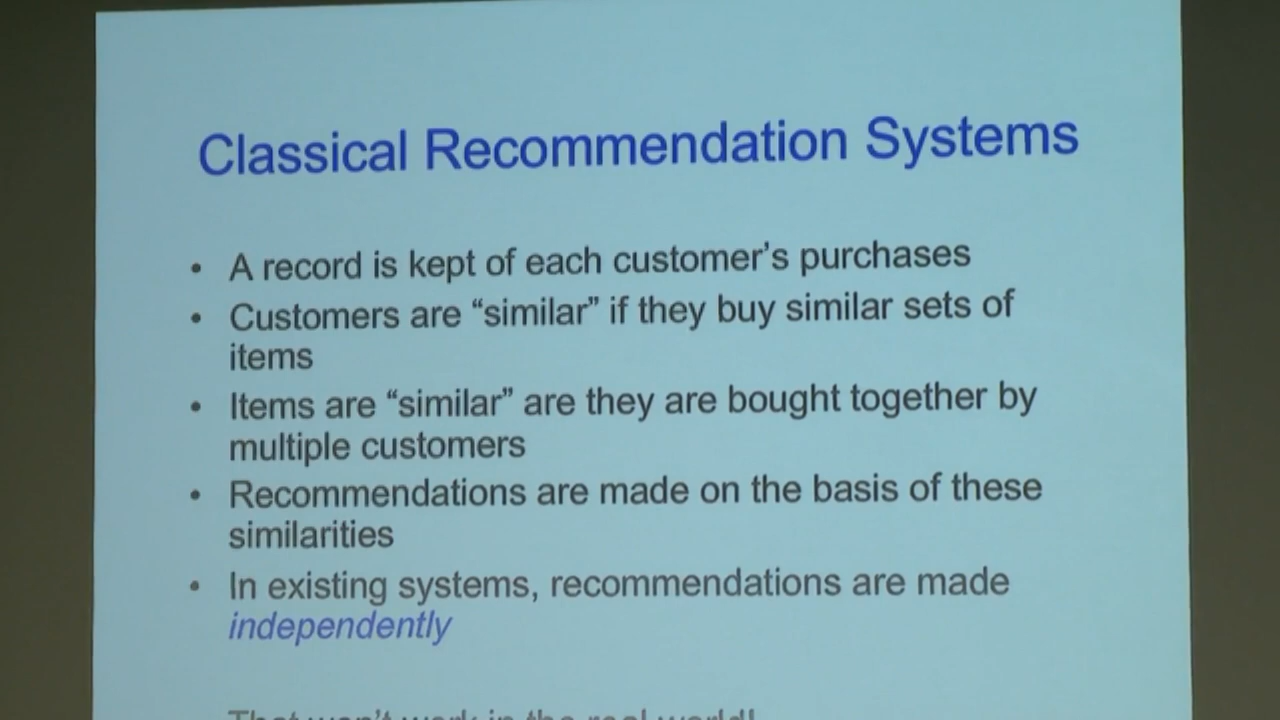 Classical Recommendation Systems
• A record is kept of each customer's purchases
• Customers are “similar” if they buy similar sets of
items
• Items are “similar” are they are bought together by
multiple customers
• Recommendations are made on the basis of these
similarities
• In existing systems, recommendations are made
independently
That won't work in the real world!